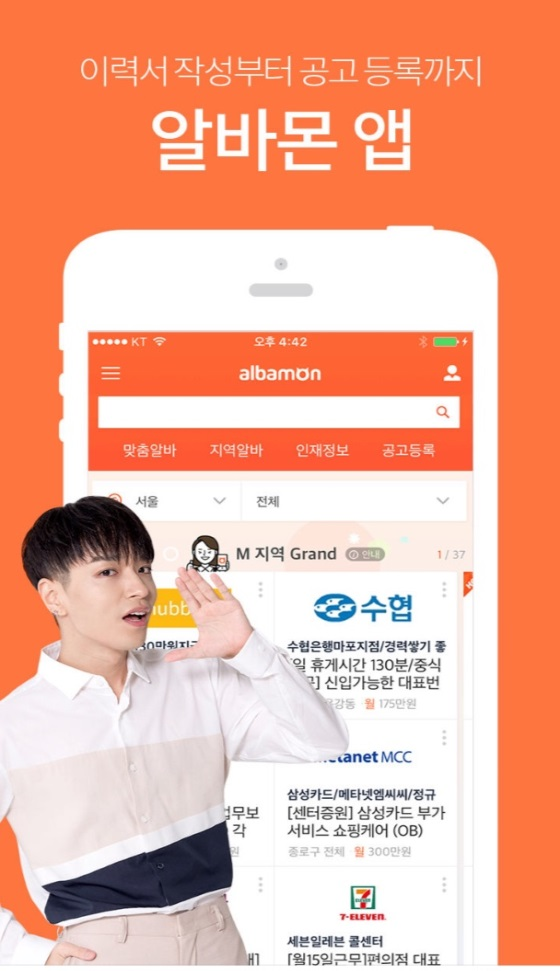 이력서 작성부터 공고 등록까지
알바몬 앱
KT 오후 4:42
albamon
맞춤알바 지역알바 인재정보 공고등록
서울 전체
M 지역 Grand 안내 1 / 37
수협
수협은행마포지점/경력쌓기 좋
휴게시간 130분/중식
신입가능한 대표번
월 175만원
etanet MCC
삼성카드/메타넷엠씨씨/정규
[센터증원] 삼성카드 부가
서비스 쇼핑케어 (OB)
종로구 전체 월 300만원
각
7-ELEVEN
세븐일레븐 콜센터
[월15일근무]편의점 대표